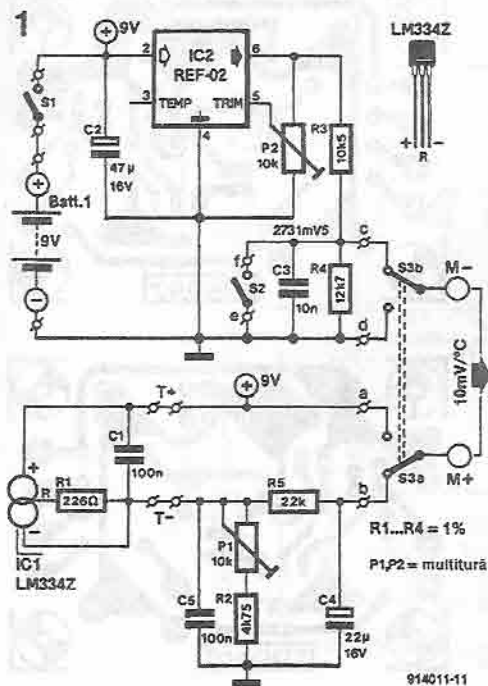 1
9V
LM334Z
2
6
IC2
REF-02
S1
3
TEMP
TRIM
5
4
C2
47µ
16V
P2
10k
R3
10k5
+
R
−
Batt.1
9V
2731mV5
c
f
S2
e
C3
10n
R4
12k7
d
S3b
M−
10mV/°C
9V
T+
a
C1
100n
+
R
−
R1
226Ω
IC1
LM334Z
T−
R5
22k
b
S3a
M+
P1
10k
R2
4k75
C5
100n
C4
22µ
16V
R1...R4 = 1%
P1,P2 = multitură
914011-11